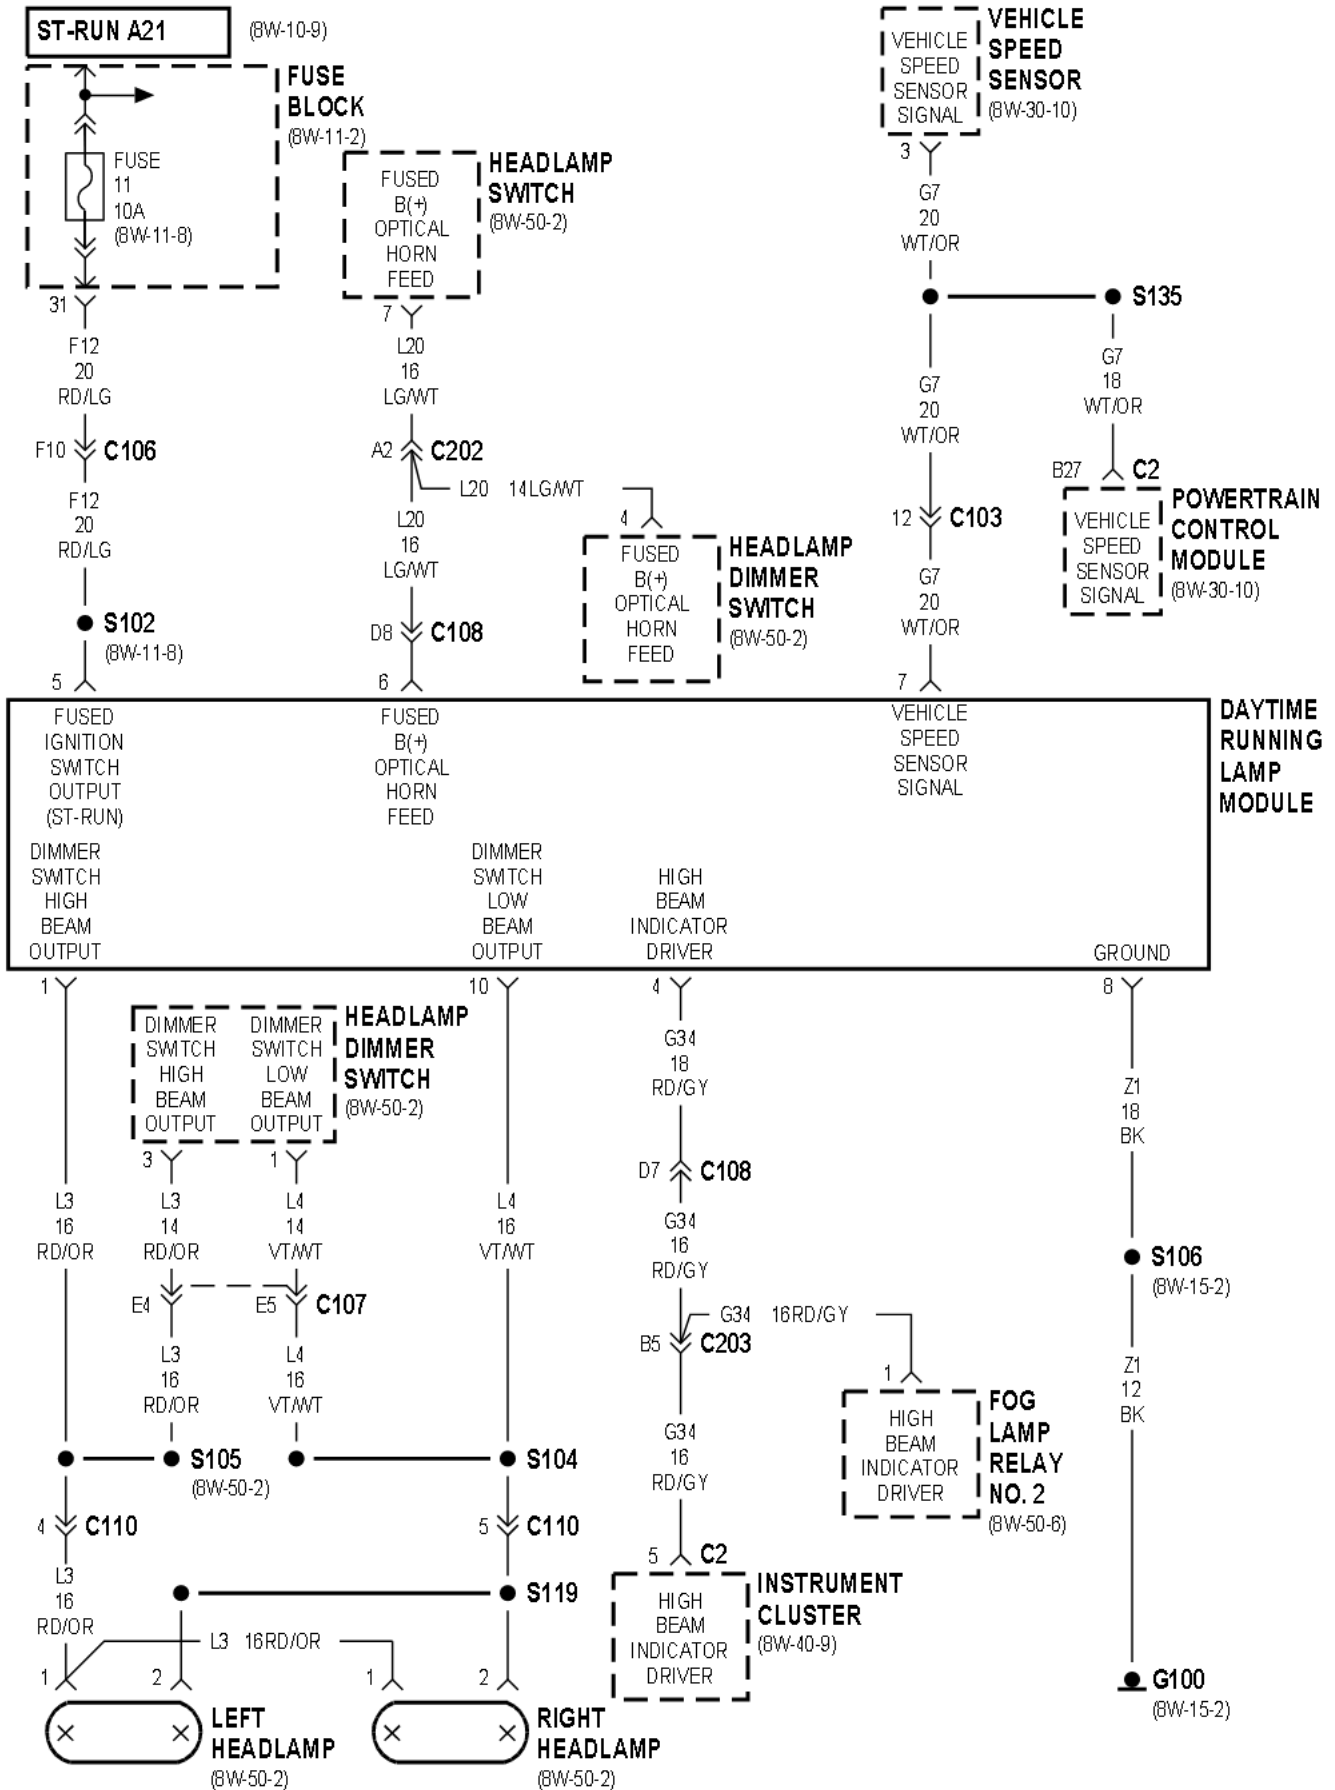 ST-RUN A21
(8W-10-9)
FUSE
BLOCK
(8W-11-2)
FUSE
11
10A
(8W-11-8)
31
F12
20
RD/LG
F10
C106
F12
20
RD/LG
S102
(8W-11-8)
5
FUSED
B(+)
OPTICAL
HORN
FEED
HEADLAMP
SWITCH
(8W-50-2)
7
L20
16
LG/WT
A2
C202
L20 14LG/WT
L20
16
LG/WT
D8
C108
6
4
FUSED
B(+)
OPTICAL
HORN
FEED
HEADLAMP
DIMMER
SWITCH
(8W-50-2)
VEHICLE
SPEED
SENSOR
SIGNAL
VEHICLE
SPEED
SENSOR
(8W-30-10)
3
G7
20
WT/OR
S135
G7
20
WT/OR
G7
18
WT/OR
12
C103
G7
20
WT/OR
7
B27
C2
VEHICLE
SPEED
SENSOR
SIGNAL
POWERTRAIN
CONTROL
MODULE
(8W-30-10)
FUSED
IGNITION
SWITCH
OUTPUT
(ST-RUN)
FUSED
B(+)
OPTICAL
HORN
FEED
VEHICLE
SPEED
SENSOR
SIGNAL
DAYTIME
RUNNING
LAMP
MODULE
DIMMER
SWITCH
HIGH
BEAM
OUTPUT
DIMMER
SWITCH
LOW
BEAM
OUTPUT
HIGH
BEAM
INDICATOR
DRIVER
GROUND
1
10
4
8
DIMMER
SWITCH
HIGH
BEAM
OUTPUT
DIMMER
SWITCH
LOW
BEAM
OUTPUT
HEADLAMP
DIMMER
SWITCH
(8W-50-2)
3
1
L3
16
RD/OR
L3
14
RD/OR
L4
14
VT/WT
L4
16
VT/WT
E4
E5
C107
L3
16
RD/OR
L4
16
VT/WT
S105
(8W-50-2)
S104
4
C110
5
C110
L3
16
RD/OR
S119
L3 16RD/OR
1
2
1
2
LEFT
HEADLAMP
(8W-50-2)
RIGHT
HEADLAMP
(8W-50-2)
G34
18
RD/GY
D7
C108
G34
16
RD/GY
G34 16RD/GY
B5
C203
G34
16
RD/GY
5
C2
HIGH
BEAM
INDICATOR
DRIVER
INSTRUMENT
CLUSTER
(8W-40-9)
1
HIGH
BEAM
INDICATOR
DRIVER
FOG
LAMP
RELAY
NO. 2
(8W-50-6)
Z1
18
BK
S106
(8W-15-2)
Z1
12
BK
G100
(8W-15-2)